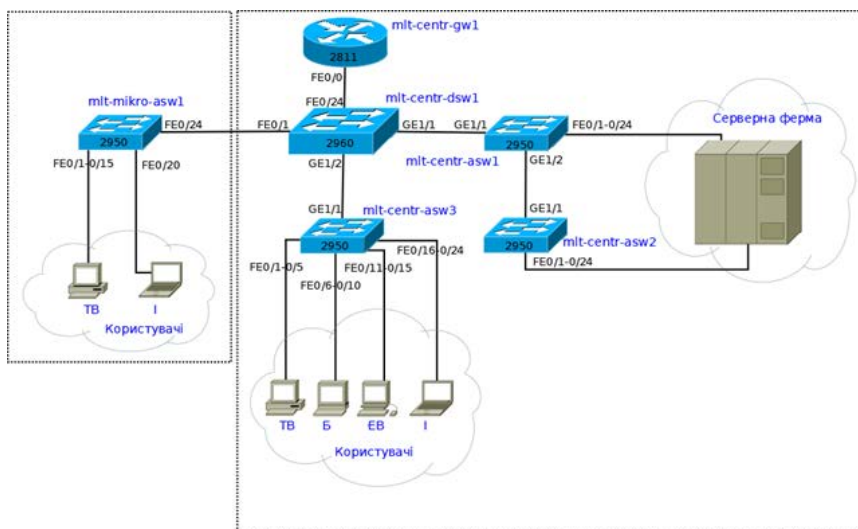 mlt-centr-gw1
2811
FE0/0
FE0/24
mlt-mikro-asw1
mlt-centr-dsw1
Серверна ферма
FE0/24
FE0/1
GE1/1
GE1/1
FE0/1-0/24
2950
2960
2950
FE0/1-0/15
FE0/20
GE1/2
mlt-centr-asw1
GE1/2
GE1/1
mlt-centr-asw3
GE1/1
2950
FE0/16-0/24
2950
mlt-centr-asw2
FE0/1-0/5
FE0/11-0/15
FE0/1-0/24
FE0/6-0/10
ТВ
І
Користувачі
ТВ
Б
ЕВ
І
Користувачі